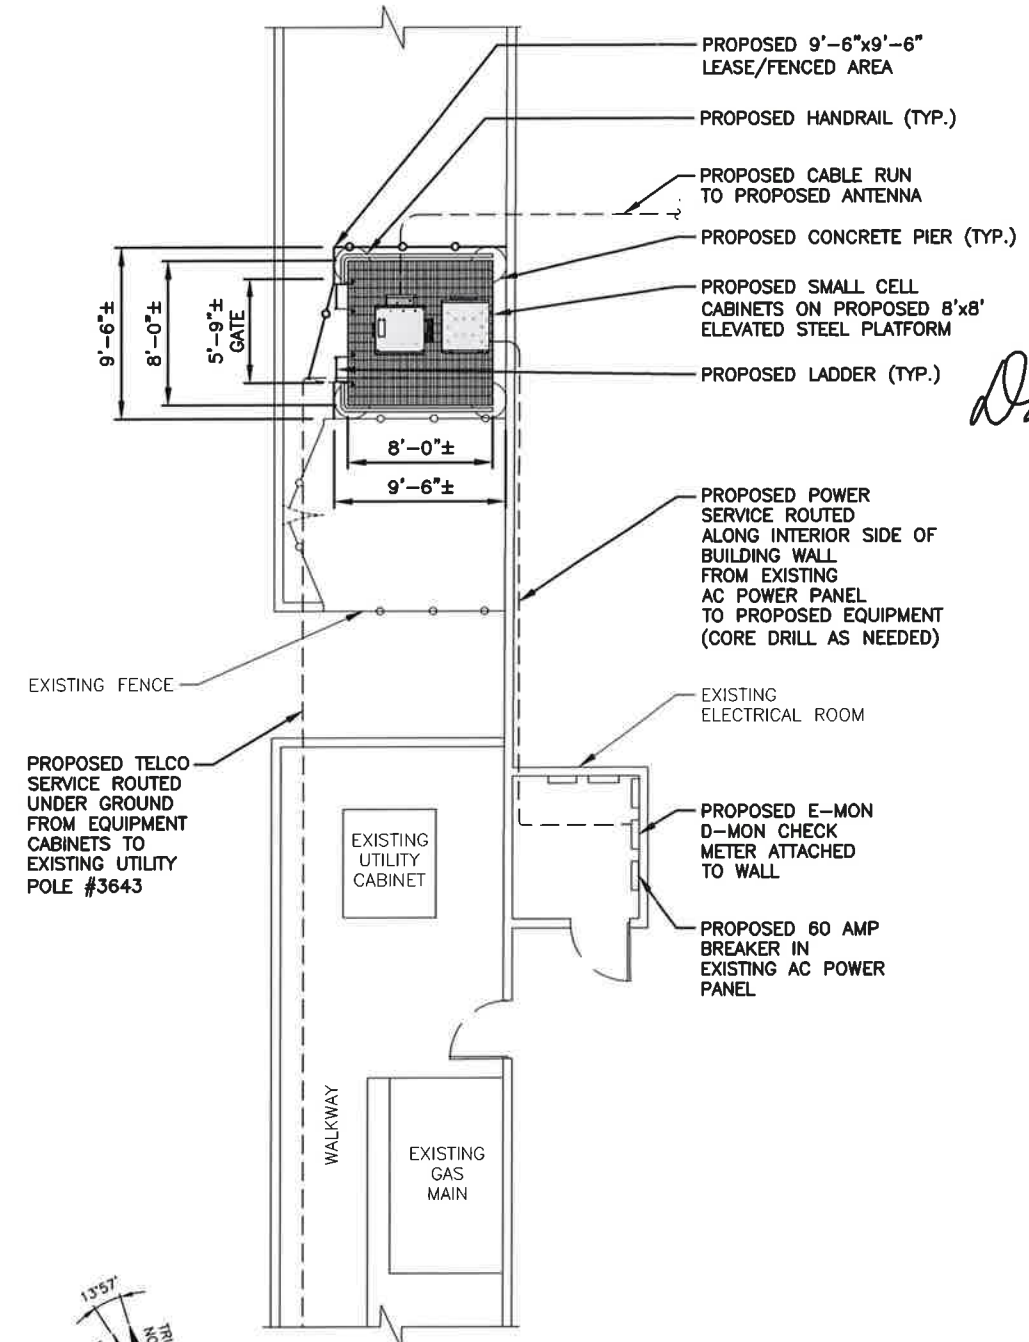 PROPOSED 9'-6"x9'-6"
LEASE/FENCED AREA
PROPOSED HANDRAIL (TYP.)
PROPOSED CABLE RUN
TO PROPOSED ANTENNA
PROPOSED CONCRETE PIER (TYP.)
PROPOSED SMALL CELL
CABINETS ON PROPOSED 8'x8'
ELEVATED STEEL PLATFORM
PROPOSED LADDER (TYP.)
9'-6"±
8'-0"±
5'-9"±
GATE
8'-0"±
9'-6"±
PROPOSED POWER
SERVICE ROUTED
ALONG INTERIOR SIDE OF
BUILDING WALL
FROM EXISTING
AC POWER PANEL
TO PROPOSED EQUIPMENT
(CORE DRILL AS NEEDED)
EXISTING FENCE
EXISTING
ELECTRICAL ROOM
PROPOSED TELCO
SERVICE ROUTED
UNDER GROUND
FROM EQUIPMENT
CABINETS TO
EXISTING UTILITY
POLE #3643
EXISTING
UTILITY
CABINET
PROPOSED E-MON
D-MON CHECK
METER ATTACHED
TO WALL
PROPOSED 60 AMP
BREAKER IN
EXISTING AC POWER
PANEL
WALKWAY
EXISTING
GAS
MAIN
13°57'